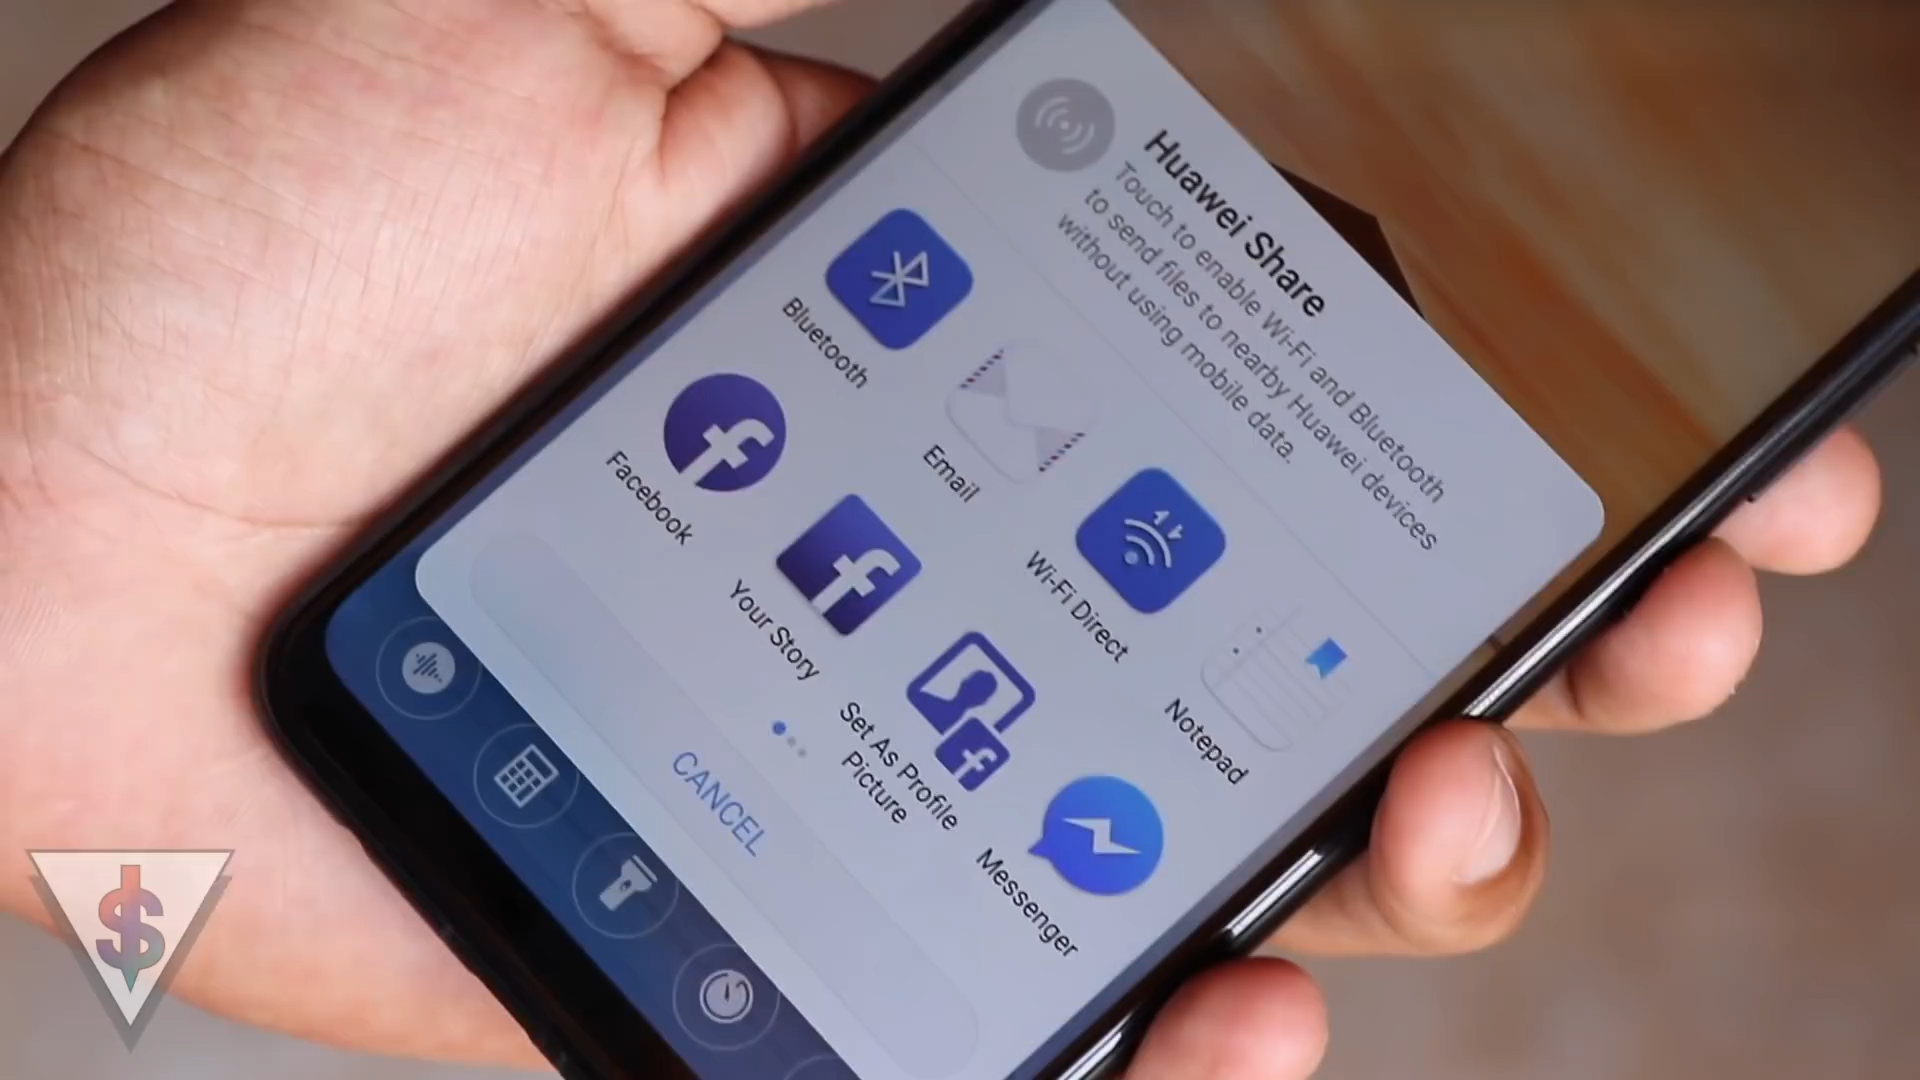 Huawei Share
Touch to enable Wi-Fi and Bluetooth
to send files to nearby Huawei devices
without using mobile data.
Bluetooth
Email
Wi-Fi Direct
Notepad
Facebook
Your Story
Set As Profile
Picture
Messenger
CANCEL
$